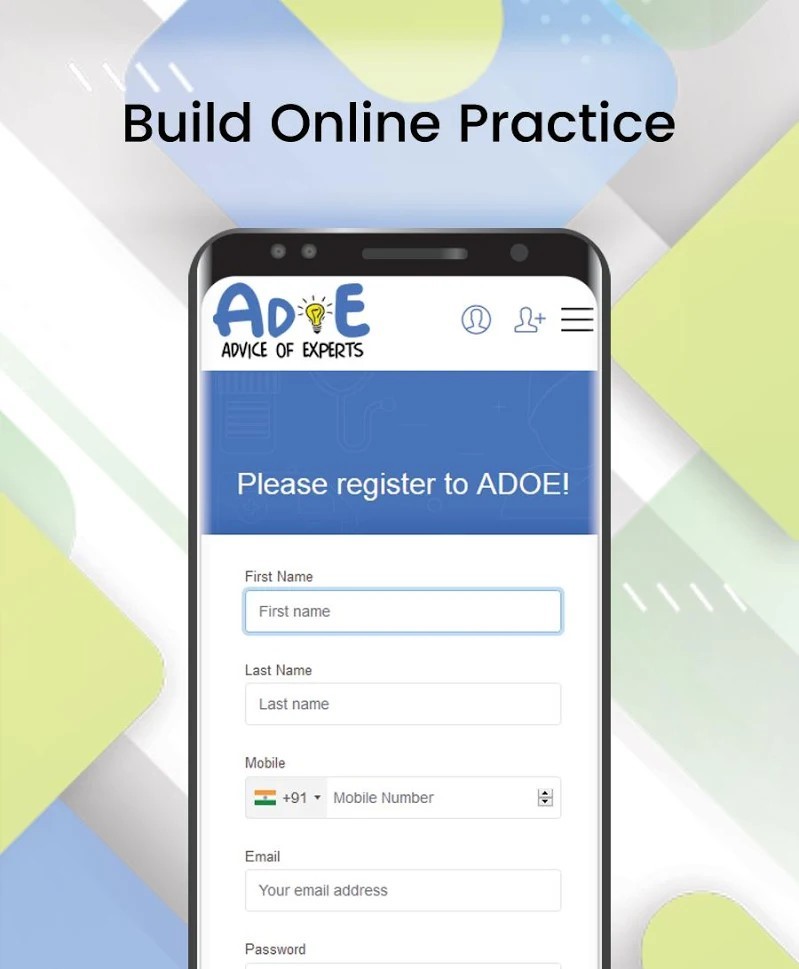 Build Online Practice
ADOE
ADVICE OF EXPERTS
Please register to ADOE!
First Name
First name
Last Name
Last name
Mobile
+91 Mobile Number
Email
Your email address
Password